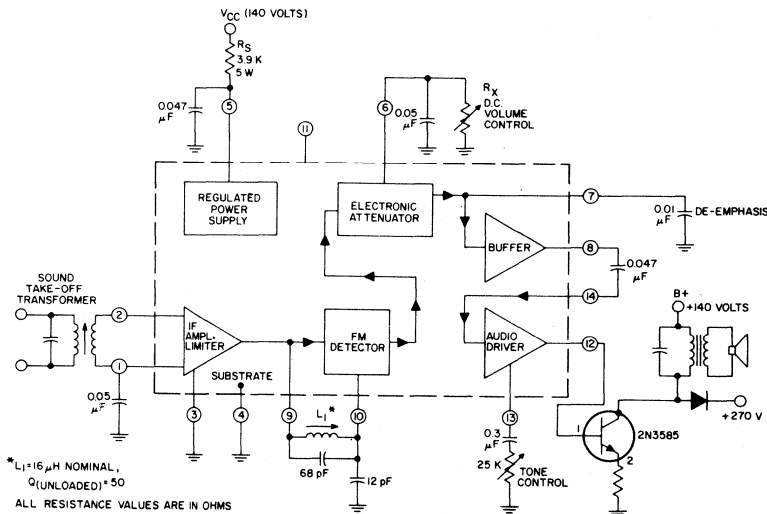 VCC (140 VOLTS)
RS
3.9 K
5 W
0.047
µF
5
11
6
0.05
µF
RX
D.C.
VOLUME
CONTROL
REGULATED
POWER
SUPPLY
ELECTRONIC
ATTENUATOR
7
0.01
µF
DE-EMPHASIS
BUFFER
8
0.047
µF
SOUND
TAKE-OFF
TRANSFORMER
2
1
0.05
µF
IF
AMPL.
LIMITER
FM
DETECTOR
14
AUDIO
DRIVER
12
B+
+140 VOLTS
+270 V
SUBSTRATE
3
4
9
L1*
10
13
68 pF
12 pF
0.3
µF
25 K
TONE
CONTROL
1
2N3585
2
*L1=16 µH NOMINAL,
Q(UNLOADED)=50
ALL RESISTANCE VALUES ARE IN OHMS